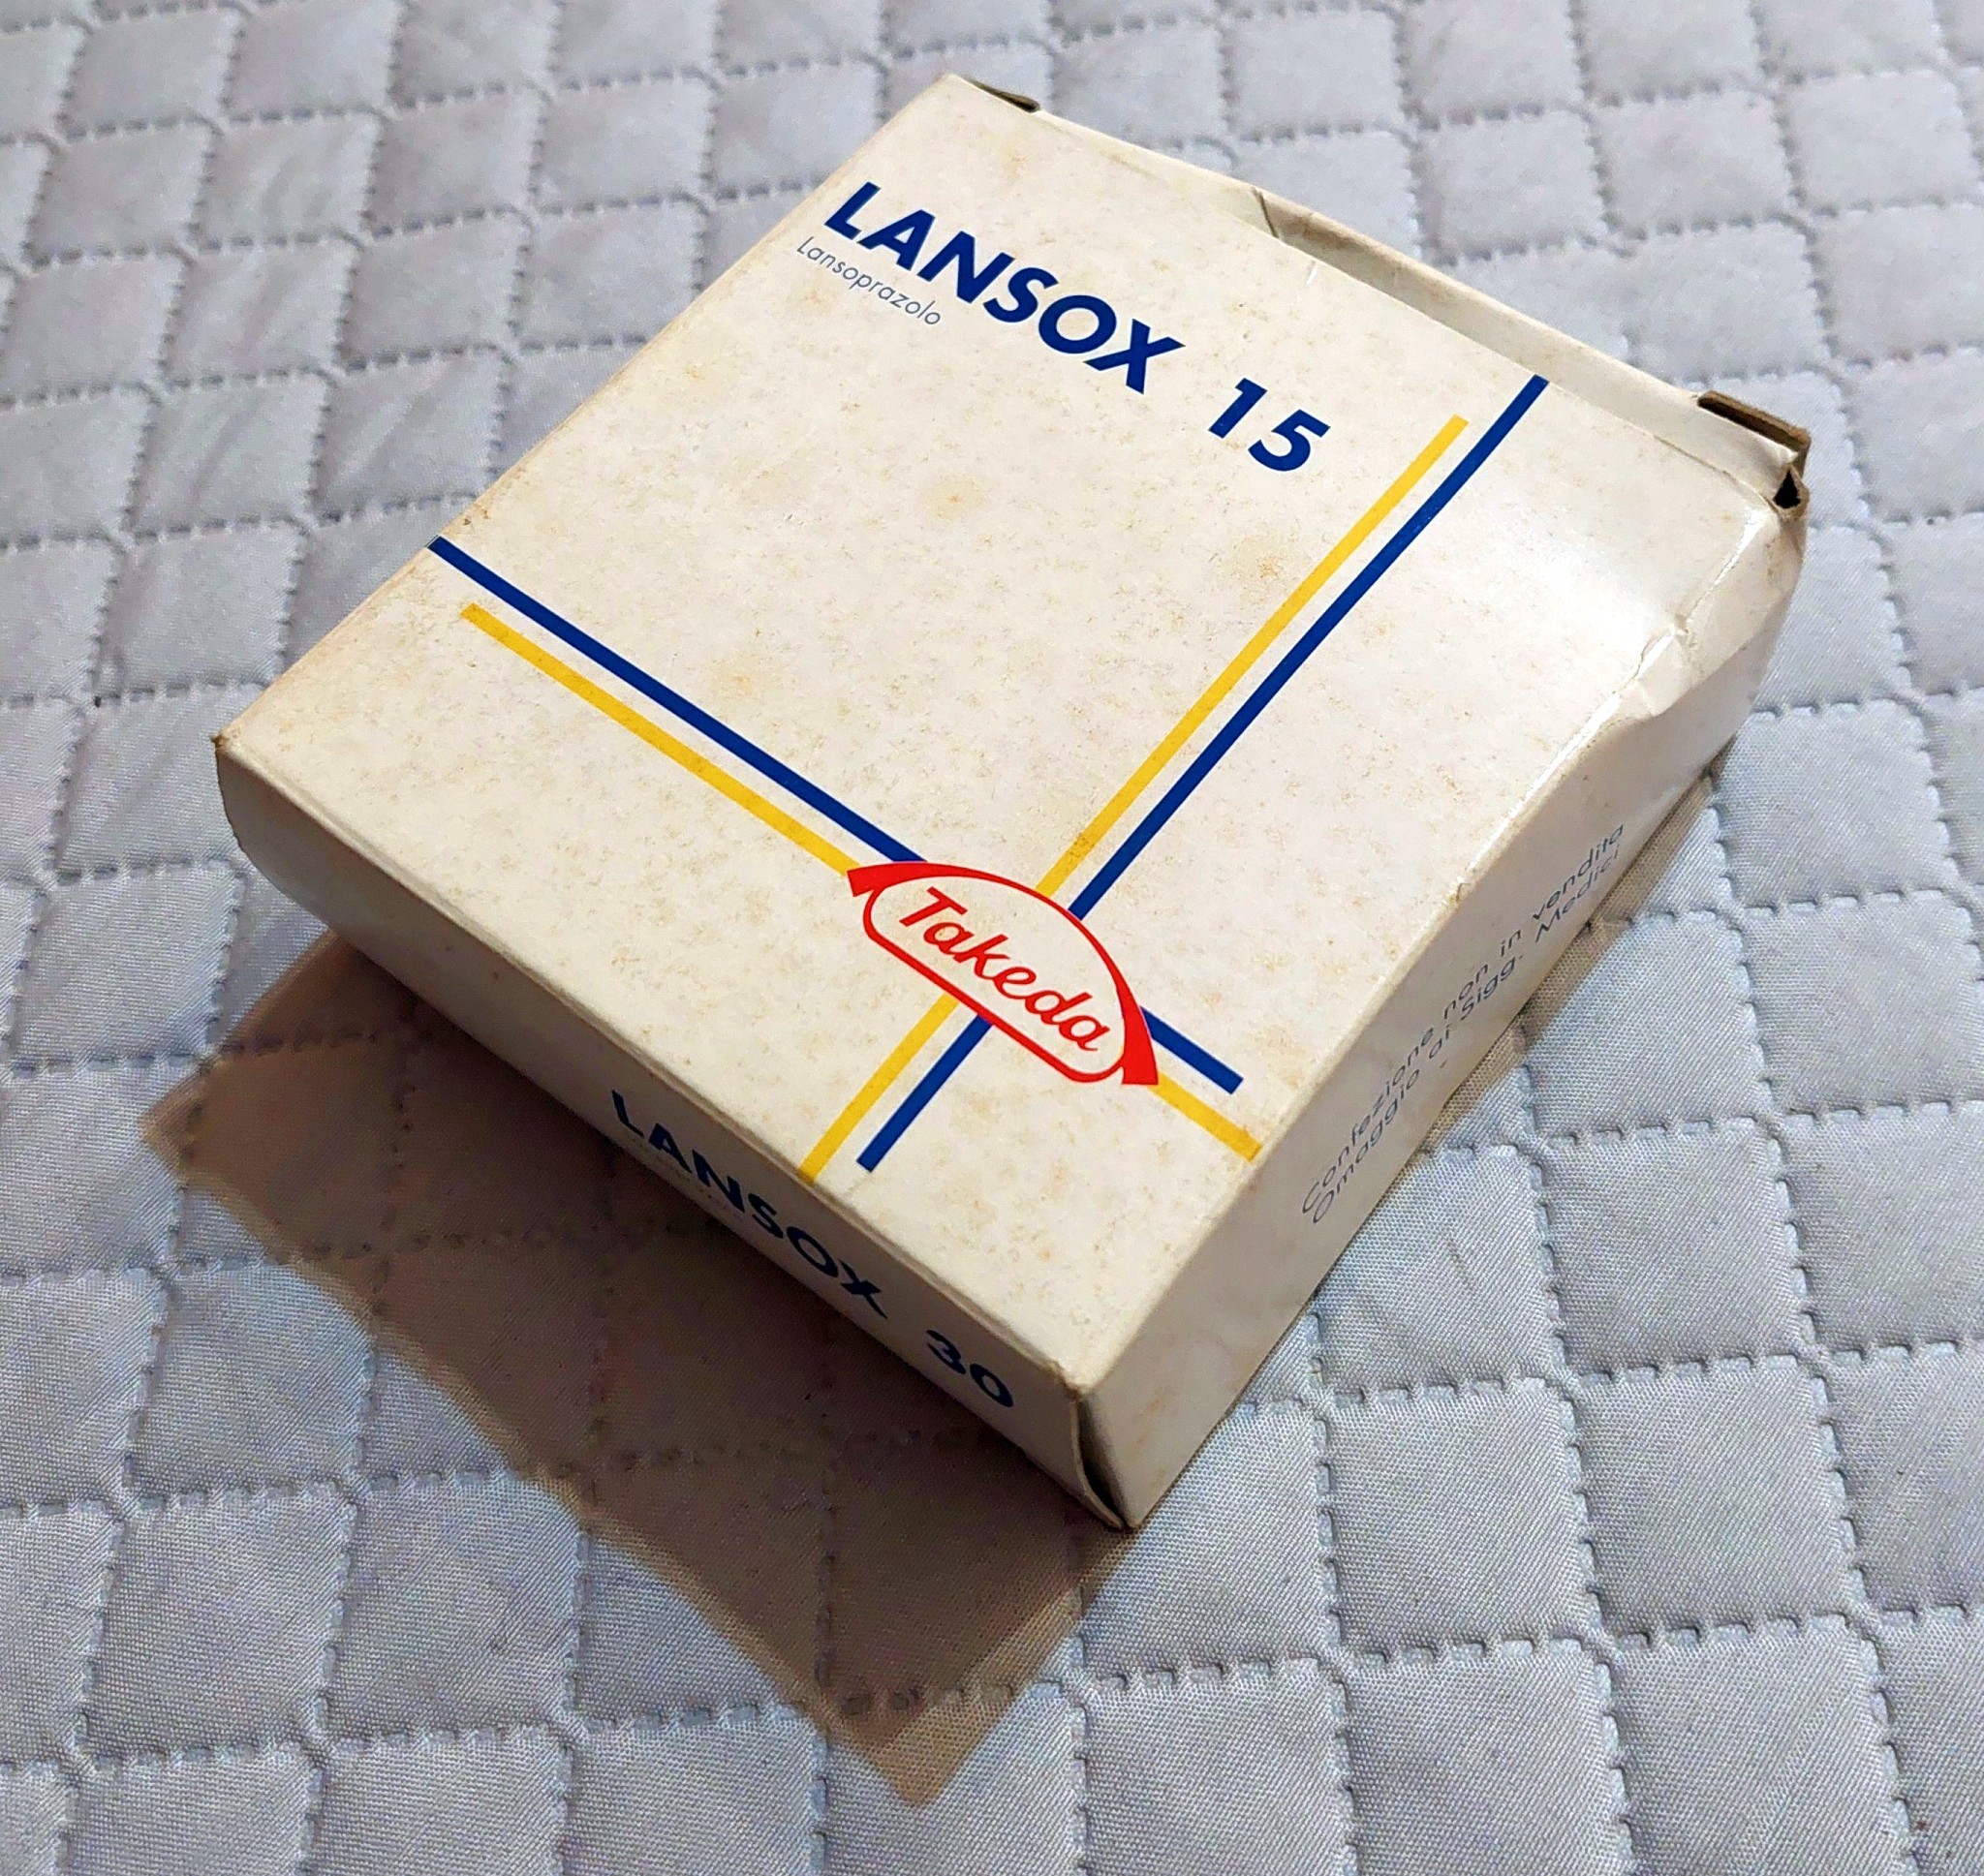 LANSOX 15
Lansoprazolo
Takeda
LANSOX 30
Confezione non in vendita
Omaggio ai Sigg. Medici